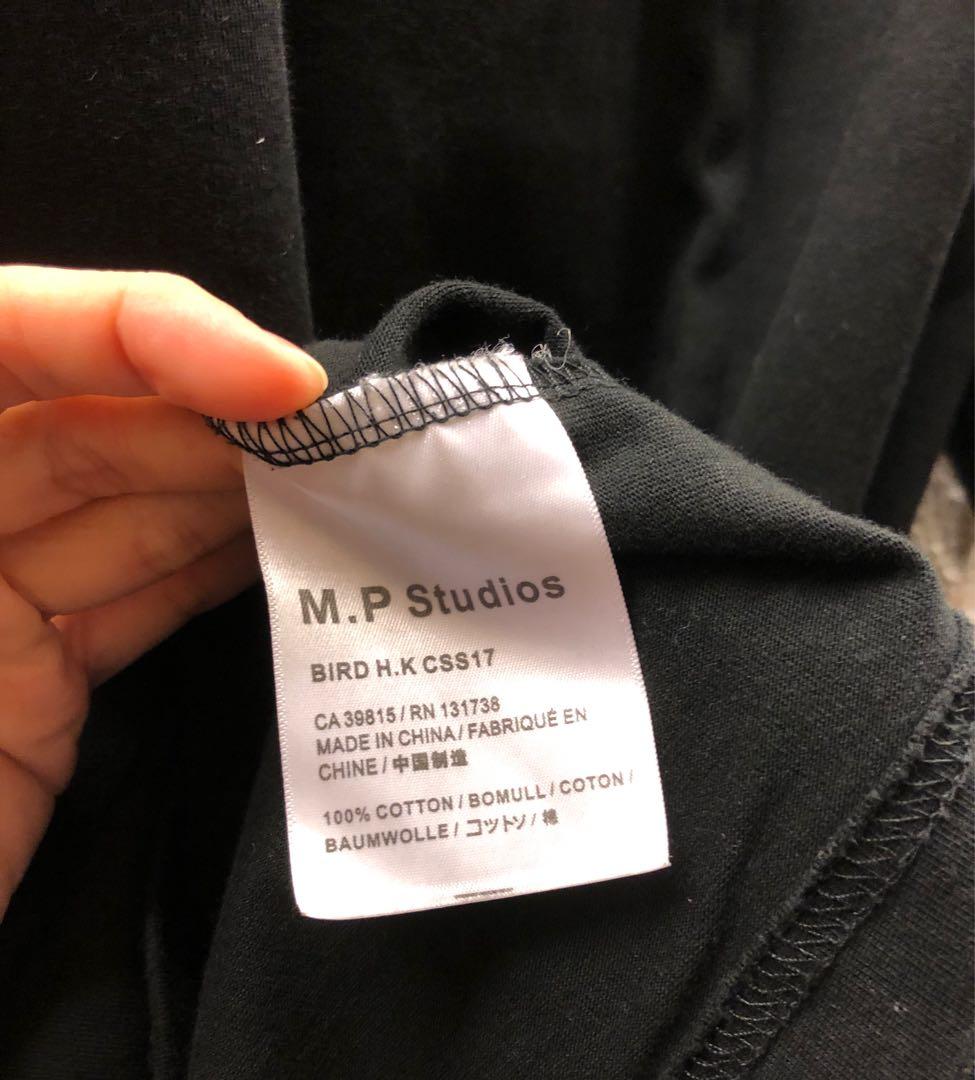 M.P Studios
BIRD H.K CSS17
CA 39815 / RN 131738
MADE IN CHINA / FABRIQUÉ EN
CHINE / 中国制造
100% COTTON / BOMULL / COTON /
BAUMWOLLE / コットン / 棉